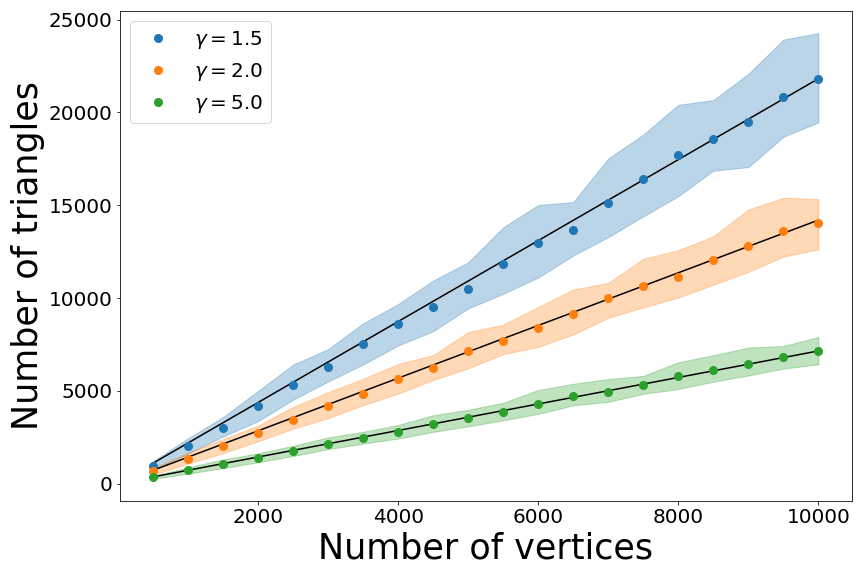 γ = 1.5
γ = 2.0
γ = 5.0
25000
20000
15000
10000
5000
0
Number of triangles
2000 4000 6000 8000 10000
Number of vertices